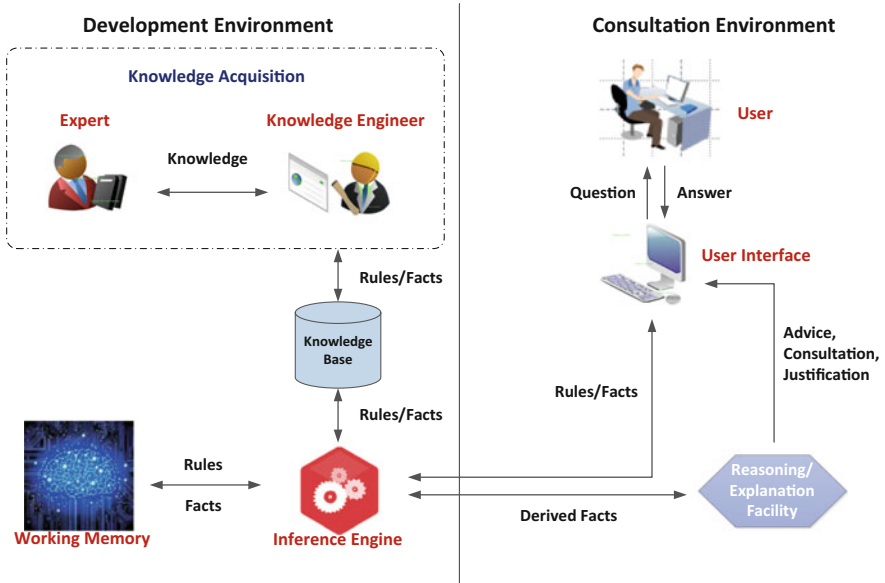 Development Environment
Consultation Environment
Knowledge Acquisition
Expert
Knowledge Engineer
Knowledge
User
Question
Answer
User Interface
Rules/Facts
Knowledge
Base
Rules/Facts
Advice,
Consultation,
Justification
Rules/Facts
Rules
Facts
Working Memory
Inference Engine
Derived Facts
Reasoning/
Explanation
Facility